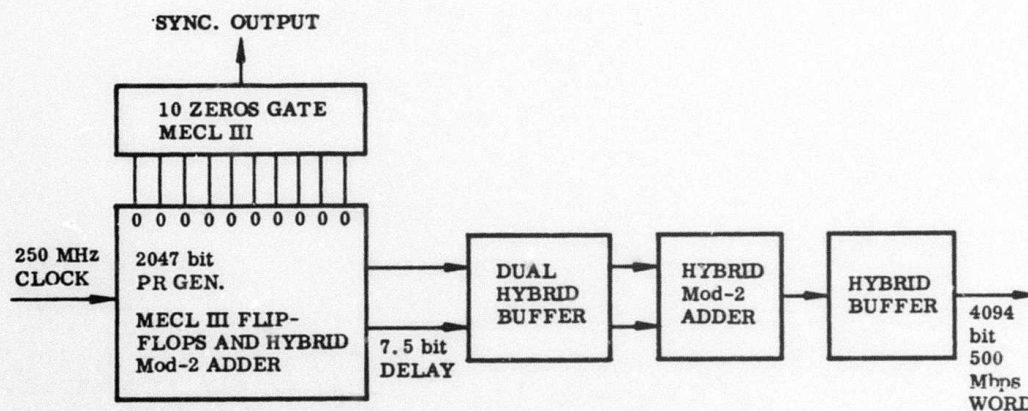 SYNC. OUTPUT
10 ZEROS GATE
MECL III
0 0 0 0 0 0 0 0 0 0
250 MHz
CLOCK
2047 bit
PR GEN.
MECL III FLIP-
FLOPS AND HYBRID
Mod-2 ADDER
7.5 bit
DELAY
DUAL
HYBRID
BUFFER
HYBRID
Mod-2
ADDER
HYBRID
BUFFER
4094
bit
500
Mbps
WORD